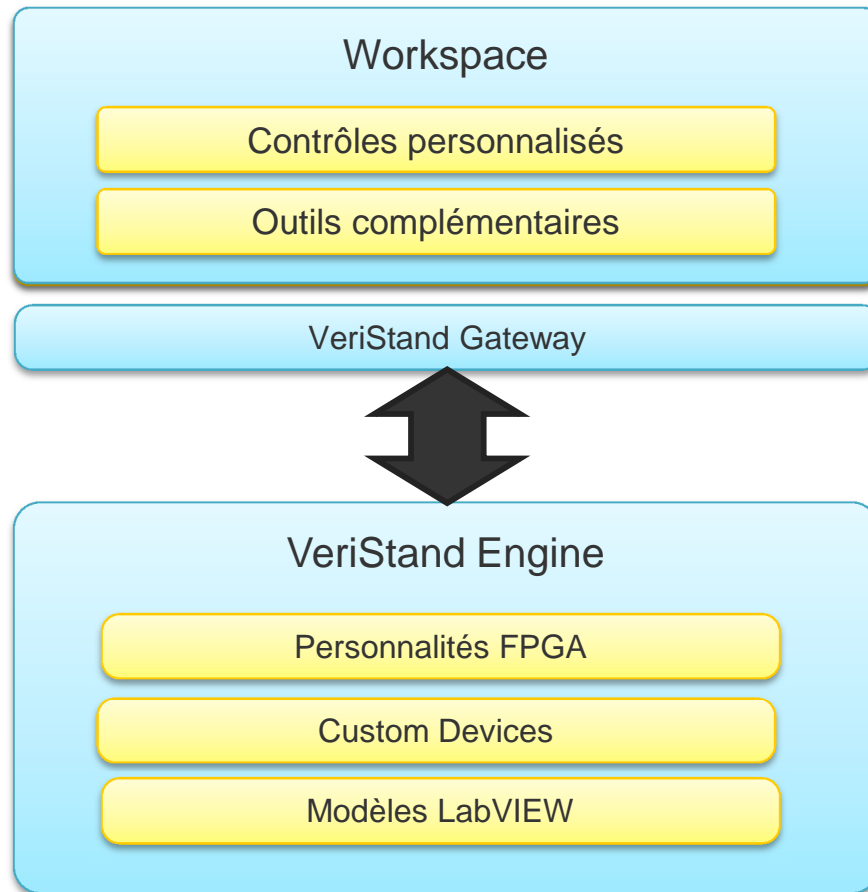 Workspace
Contrôles personnalisés
Outils complémentaires
VeriStand Gateway
VeriStand Engine
Personnalités FPGA
Custom Devices
Modèles LabVIEW